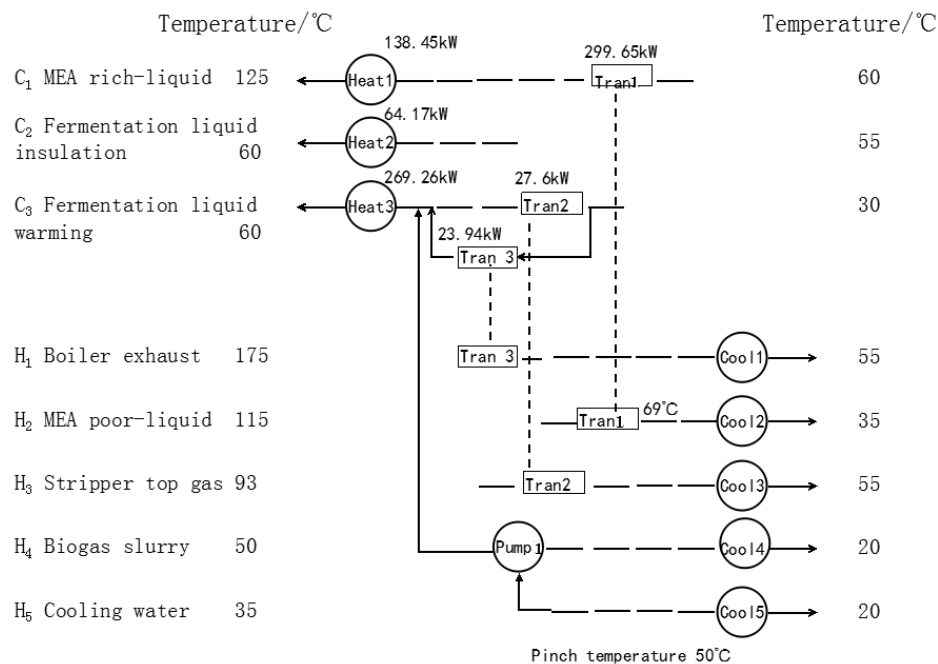 Temperature/℃ Temperature/℃
138.45kW
299.65kW
C₁ MEA rich-liquid 125 Heat1 Tran1 60
64.17kW
C₂ Fermentation liquid
insulation 60 Heat2 55
269.26kW 27.6kW
C₃ Fermentation liquid
warming 60 Heat3 Tran2 30
23.94kW
Tran 3
H₁ Boiler exhaust 175 Tran 3 Cool1 55
H₂ MEA poor-liquid 115 Tran1 69℃ Cool2 35
H₃ Stripper top gas 93 Tran2 Cool3 55
H₄ Biogas slurry 50 Pump1 Cool4 20
H₅ Cooling water 35 Cool5 20
Pinch temperature 50℃